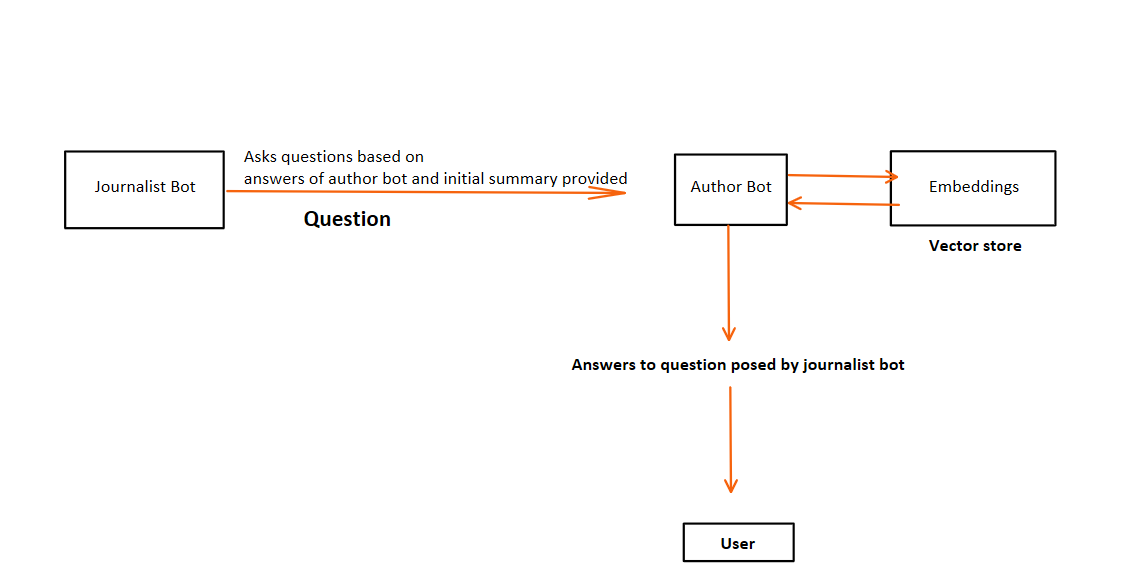 Asks questions based on
answers of author bot and initial summary provided
Journalist Bot
Question
Author Bot
Embeddings
Vector store
Answers to question posed by journalist bot
User